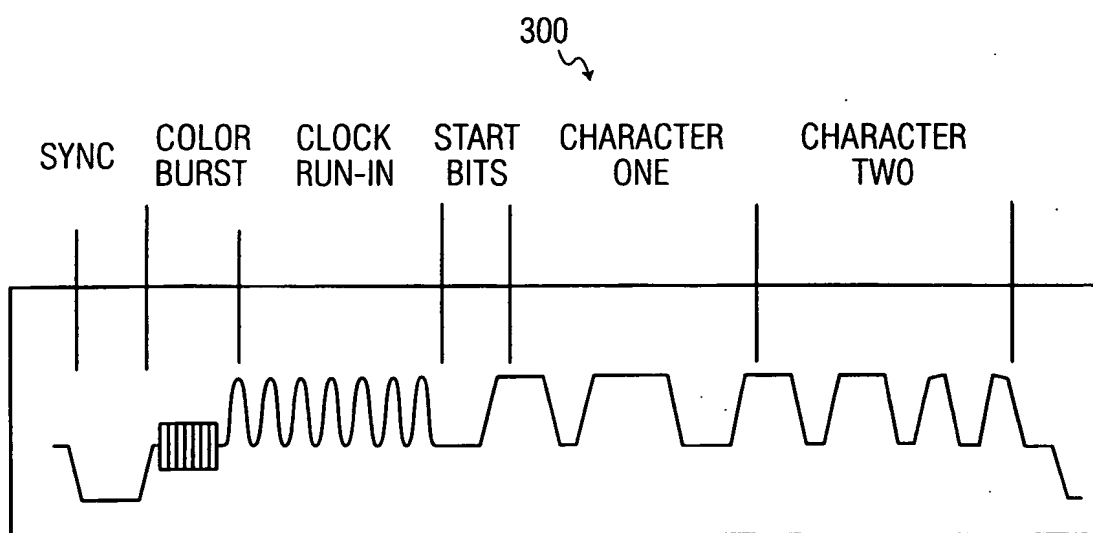 300
SYNC
COLOR
BURST
CLOCK
RUN-IN
START
BITS
CHARACTER
ONE
CHARACTER
TWO